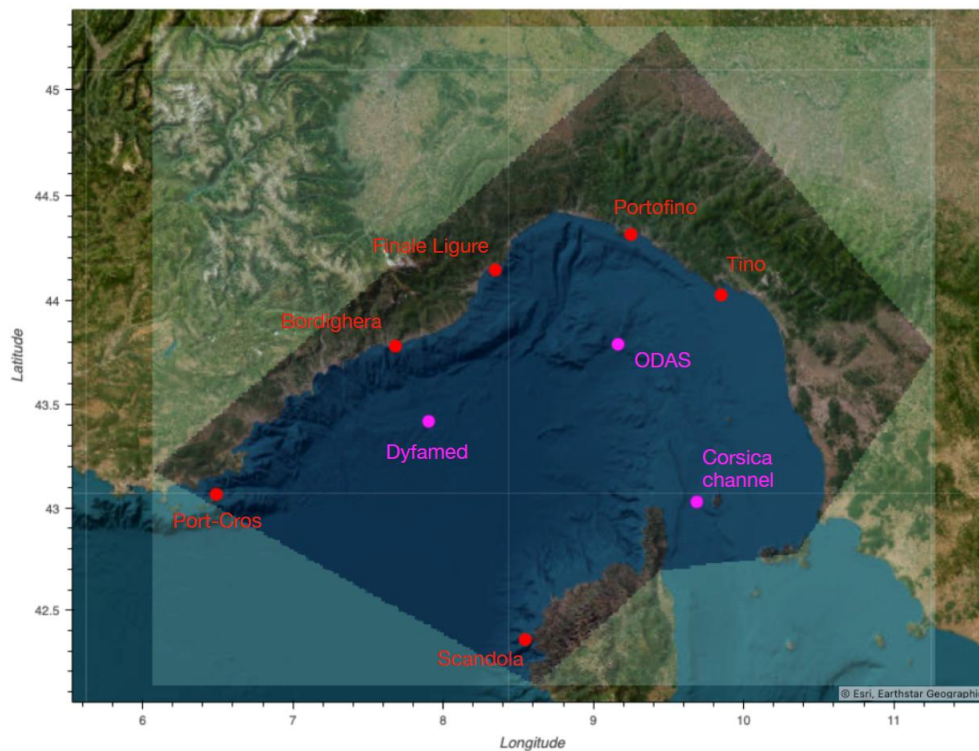 45
44.5
44
43.5
43
42.5
Latitude
Portofino
Finale Ligure
Tino
Bordighera
ODAS
Dyfamed
Corsica
channel
Port-Cros
Scandola
© Esri, Earthstar Geographic
6
7
8
9
10
11
Longitude